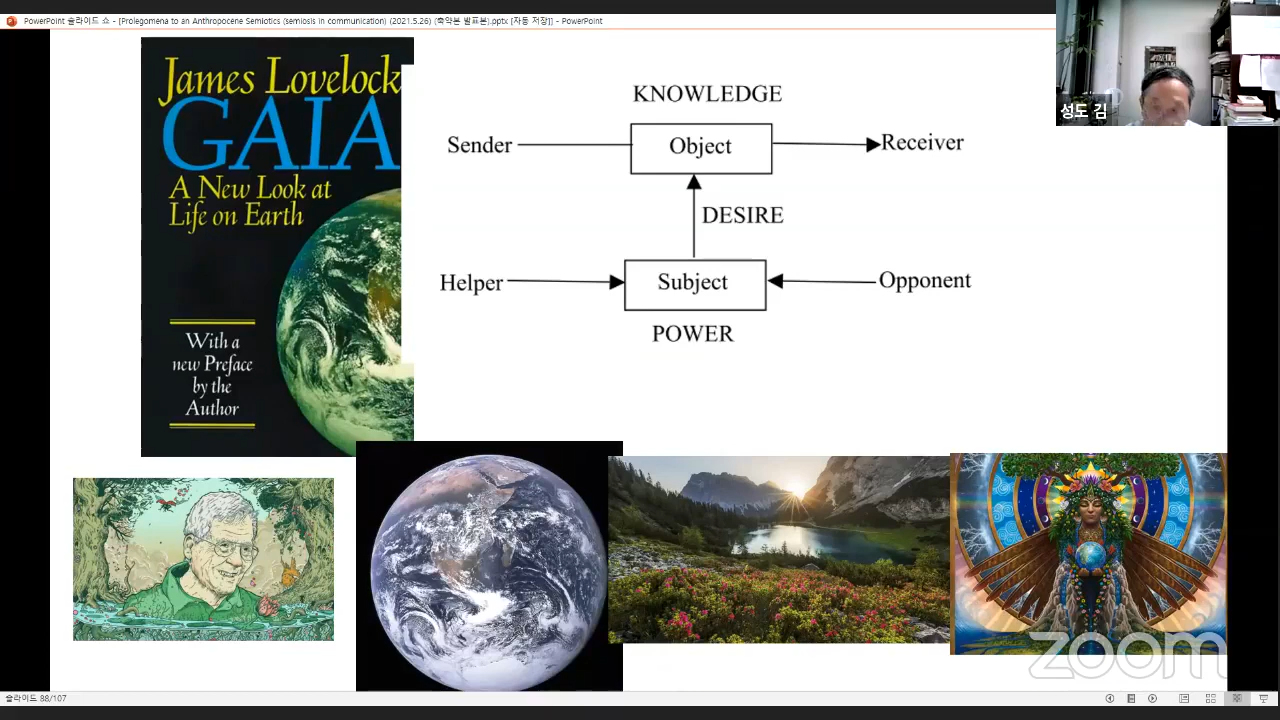 PowerPoint 슬라이드 쇼 - [Prolegomena to an Anthropocene Semiotics (semiosis in communication) (2021.5.26) (축약본 발표본).pptx [자동 저장]] - PowerPoint
성도 김
James Lovelock
GAIA
A New Look at
Life on Earth
With a
new Preface
by the
Author
KNOWLEDGE
Sender
Object
Receiver
DESIRE
Helper
Subject
Opponent
POWER
zoom
슬라이드 88/107